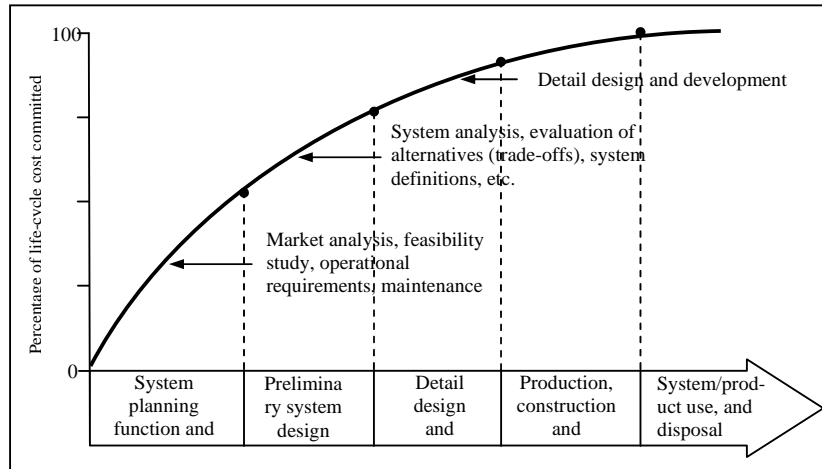 100
Detail design and development
System analysis, evaluation of
alternatives (trade-offs), system
definitions, etc.
Market analysis, feasibility
study, operational
requirements, maintenance
Percentage of life-cycle cost committed
0
System
planning
function and
Prelimina
ry system
design
Detail
design
and
Production,
construction
and
System/prod-
uct use, and
disposal